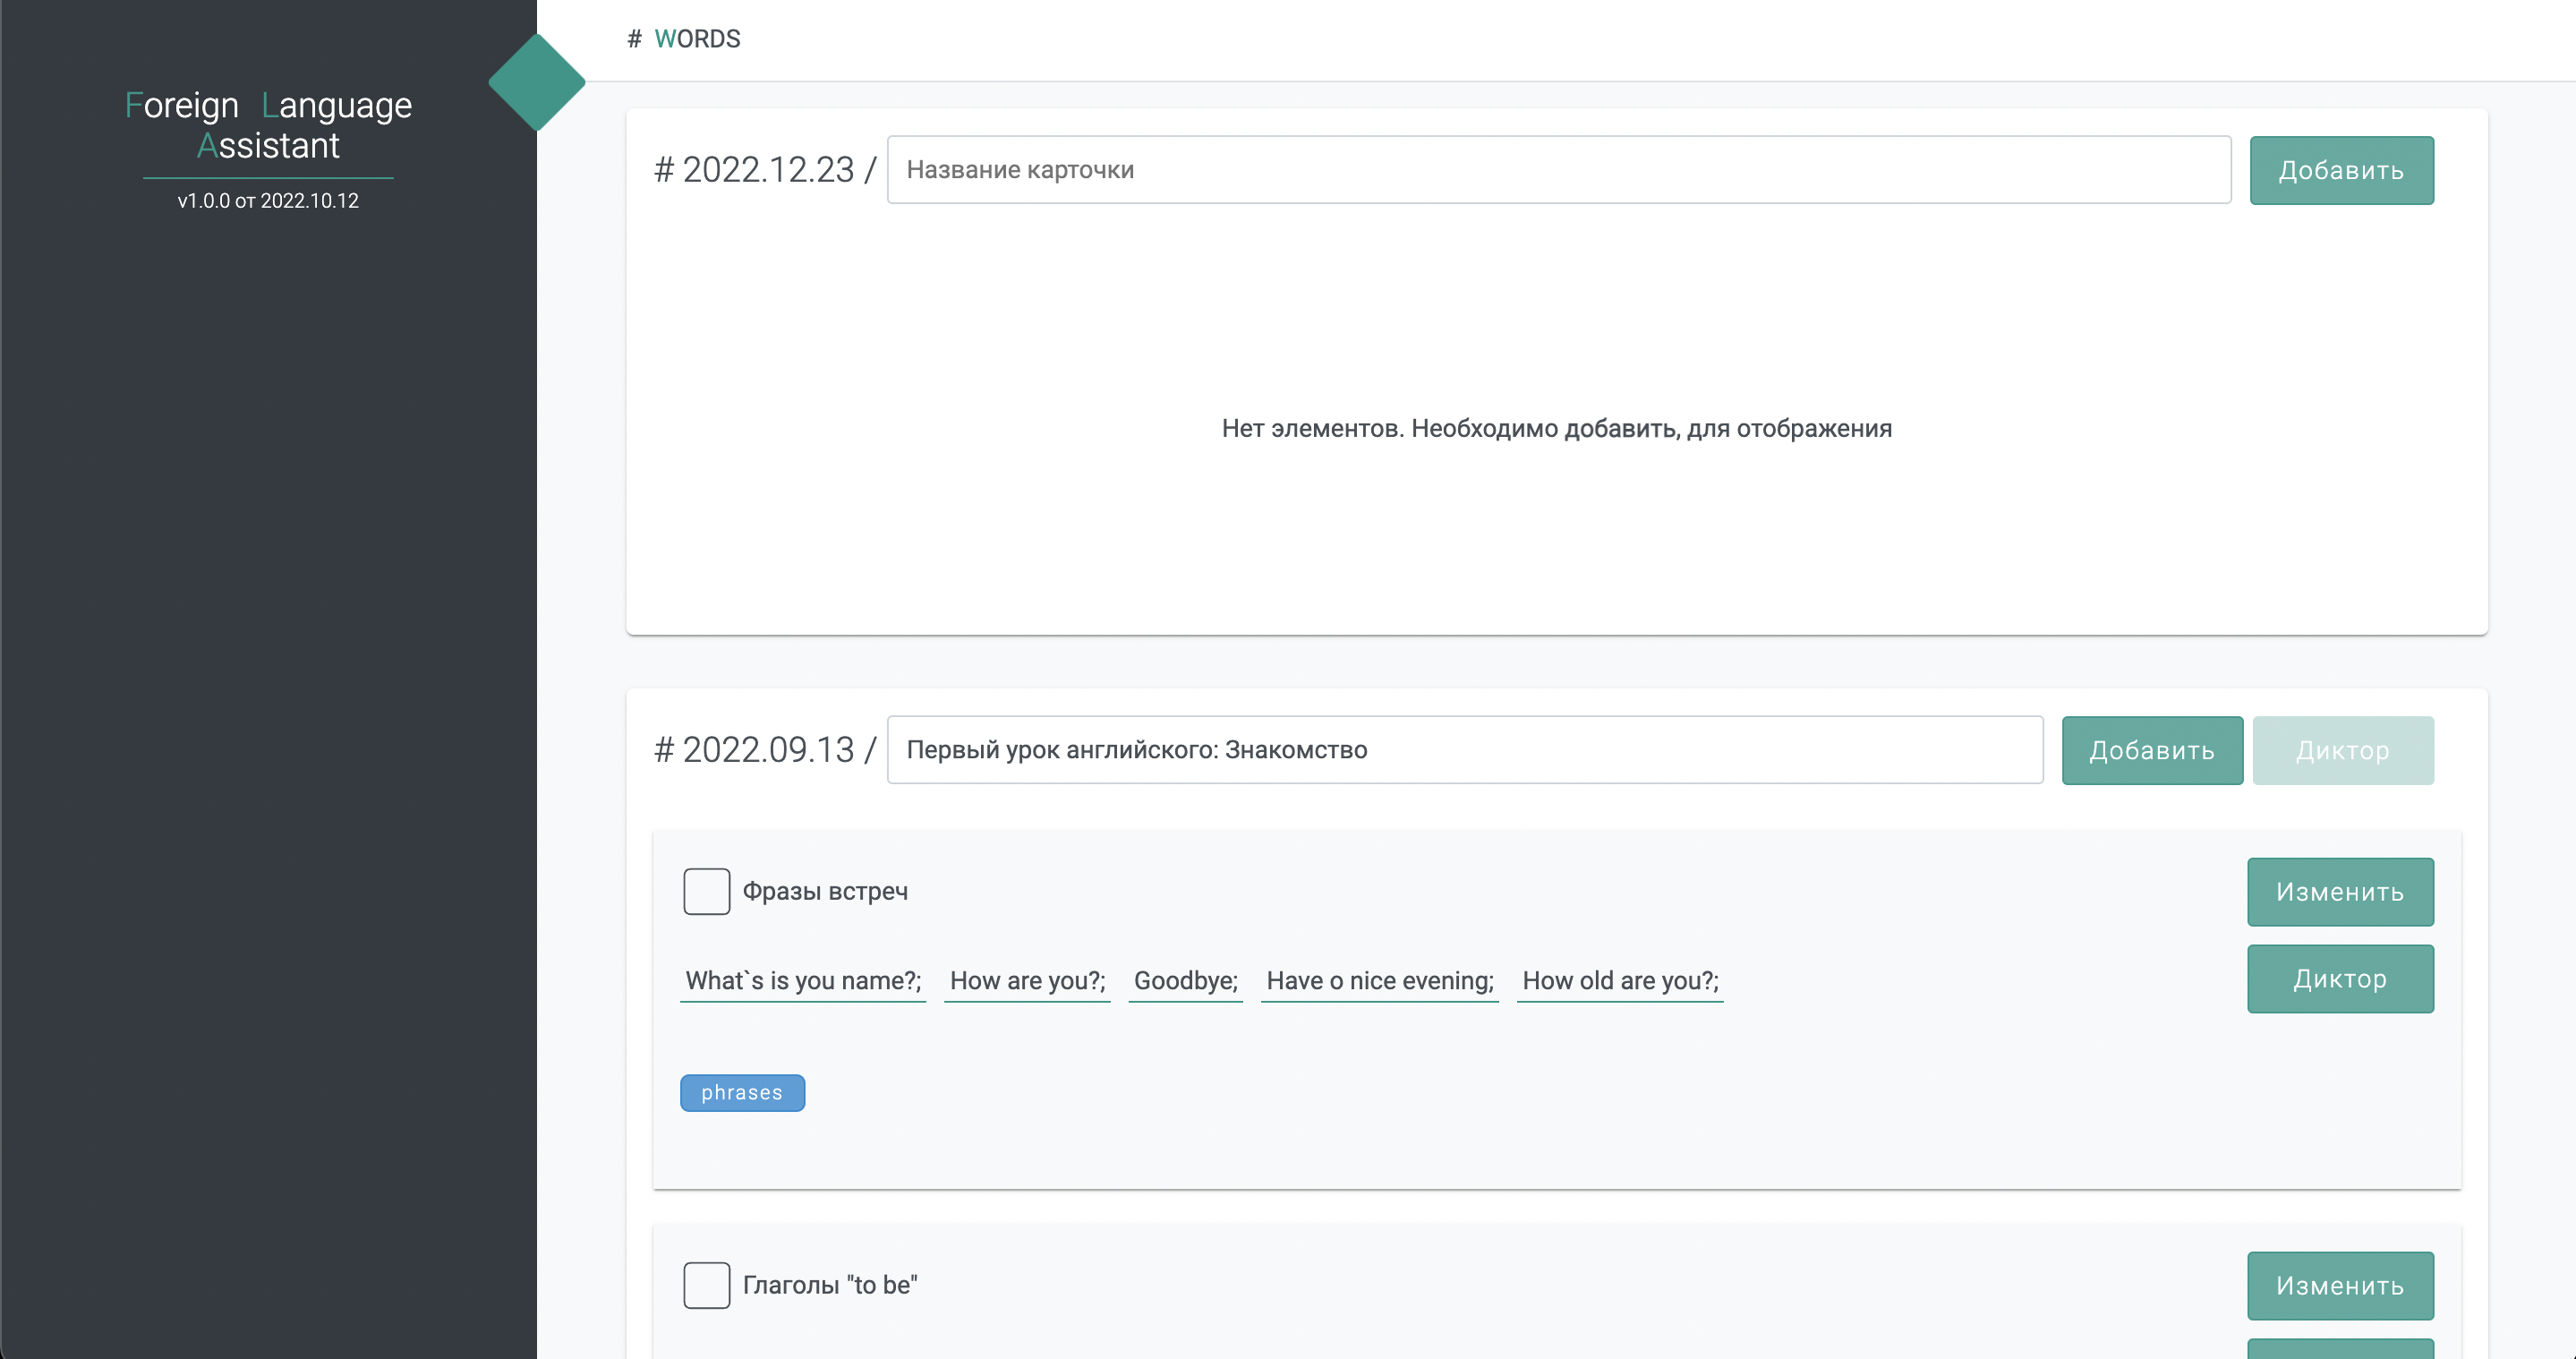 Foreign Language
Assistant
v1.0.0 от 2022.10.12
# WORDS
# 2022.12.23 / Название карточки Добавить
Нет элементов. Необходимо добавить, для отображения
# 2022.09.13 / Первый урок английского: Знакомство Добавить Диктор
Фразы встреч Изменить
What`s is you name?; How are you?; Goodbye; Have o nice evening; How old are you?; Диктор
phrases
Глаголы "to be" Изменить